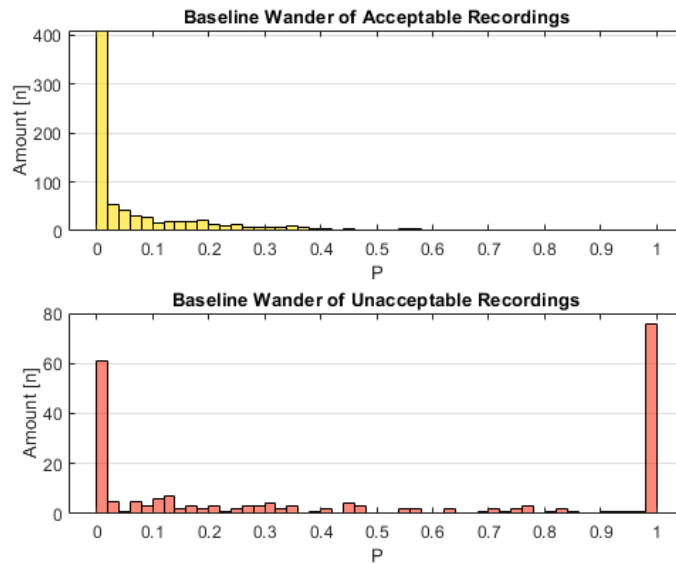 Baseline Wander of Acceptable Recordings
400
300
200
100
0
Amount [n]
0 0.1 0.2 0.3 0.4 0.5 0.6 0.7 0.8 0.9 1
P
Baseline Wander of Unacceptable Recordings
80
60
40
20
0
Amount [n]
0 0.1 0.2 0.3 0.4 0.5 0.6 0.7 0.8 0.9 1
P